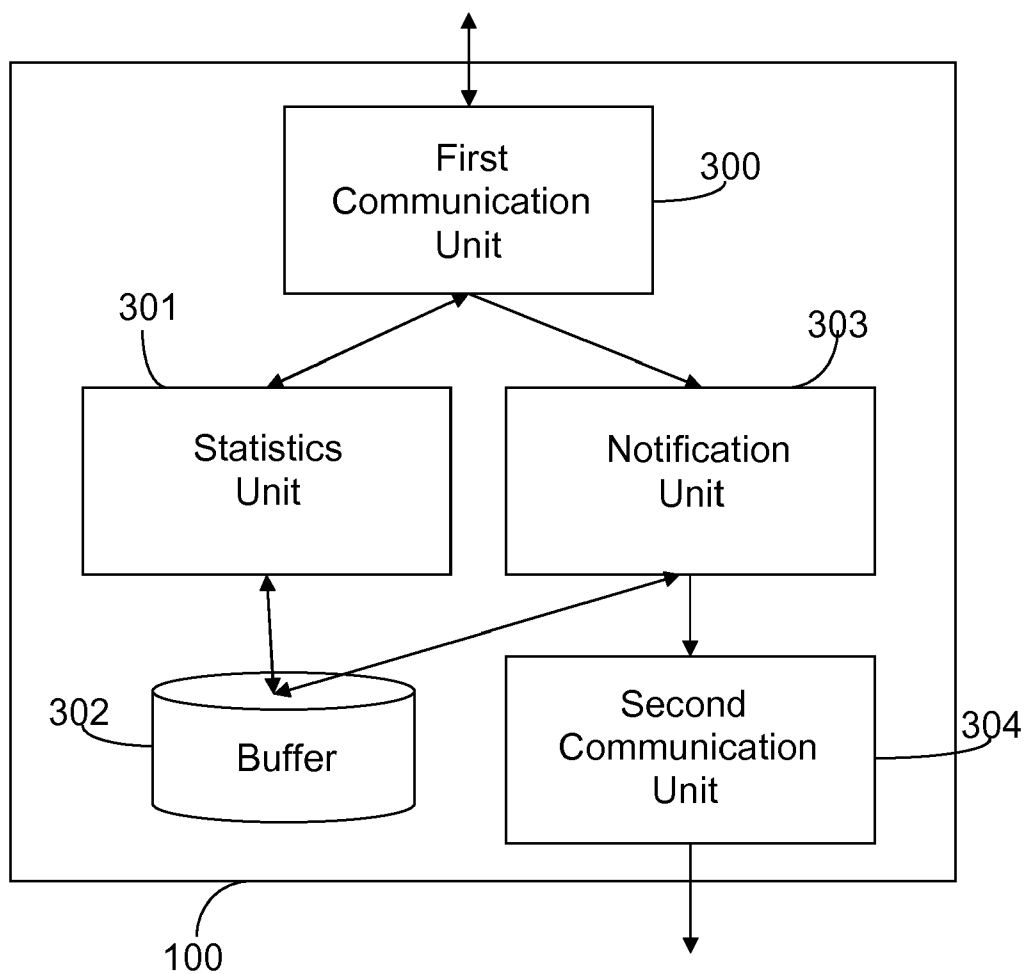 First
Communication
Unit
300
301
303
Statistics
Unit
Notification
Unit
302
Buffer
Second
Communication
Unit
304
100